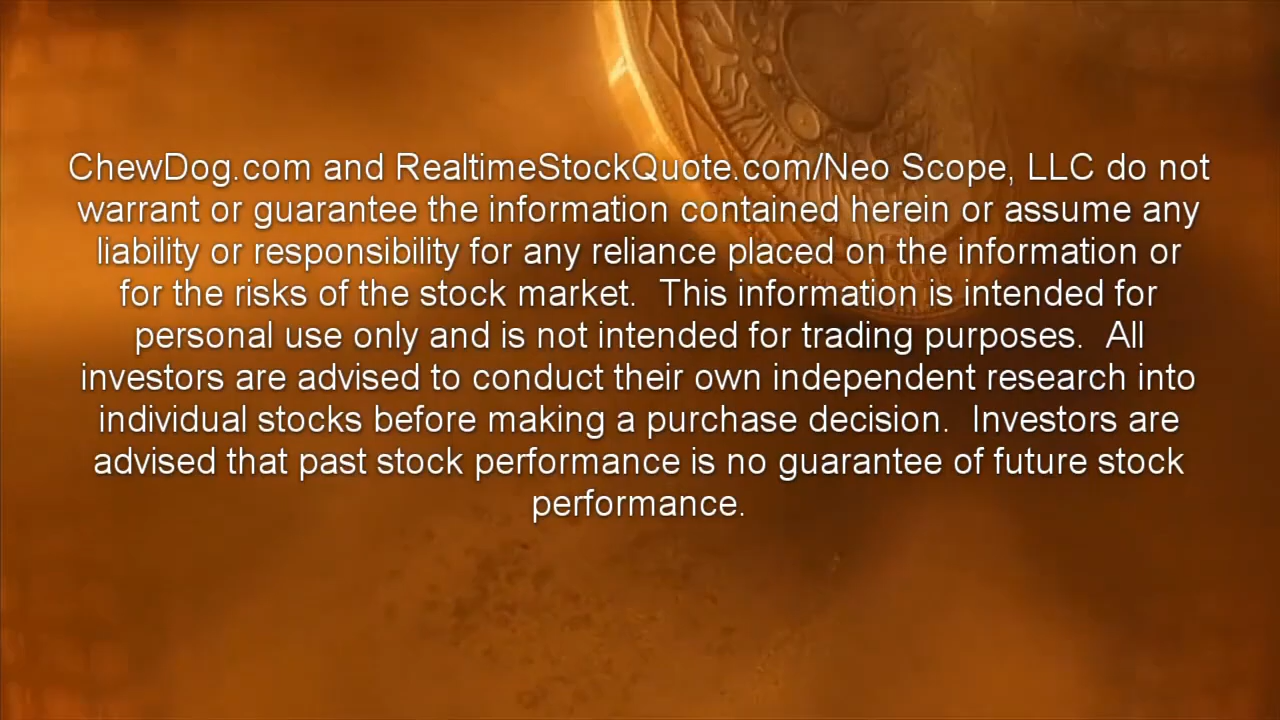 ChewDog.com and RealtimeStockQuote.com/Neo Scope, LLC do not
warrant or guarantee the information contained herein or assume any
liability or responsibility for any reliance placed on the information or
for the risks of the stock market.  This information is intended for
personal use only and is not intended for trading purposes.  All
investors are advised to conduct their own independent research into
individual stocks before making a purchase decision.  Investors are
advised that past stock performance is no guarantee of future stock
performance.